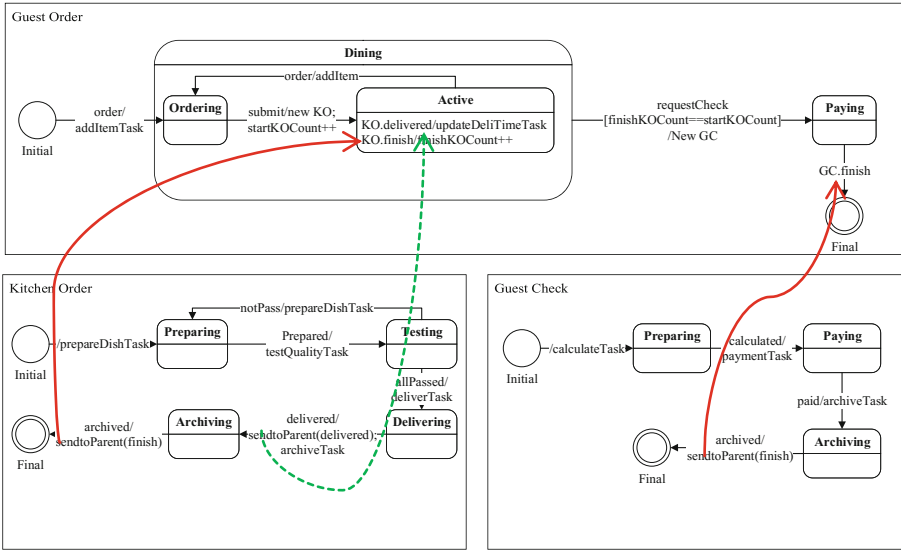 Guest Order
Dining
order/addItem
order/
addItemTask
Initial
Ordering
submit/new KO;
startKOCount++
Active
KO.delivered/updateDeliTimeTask
KO.finish/finishKOCount++
requestCheck
[finishKOCount==startKOCount]
/New GC
Paying
GC.finish
Final
Kitchen Order
notPass/prepareDishTask
Initial
/prepareDishTask
Preparing
Prepared/
testQualityTask
Testing
allPassed/
deliverTask
Delivering
delivered/
sendtoParent(delivered);
archiveTask
Archiving
archived/
sendtoParent(finish)
Final
Guest Check
Initial
/calculateTask
Preparing
calculated/
paymentTask
Paying
paid/archiveTask
Archiving
archived/
sendtoParent(finish)
Final